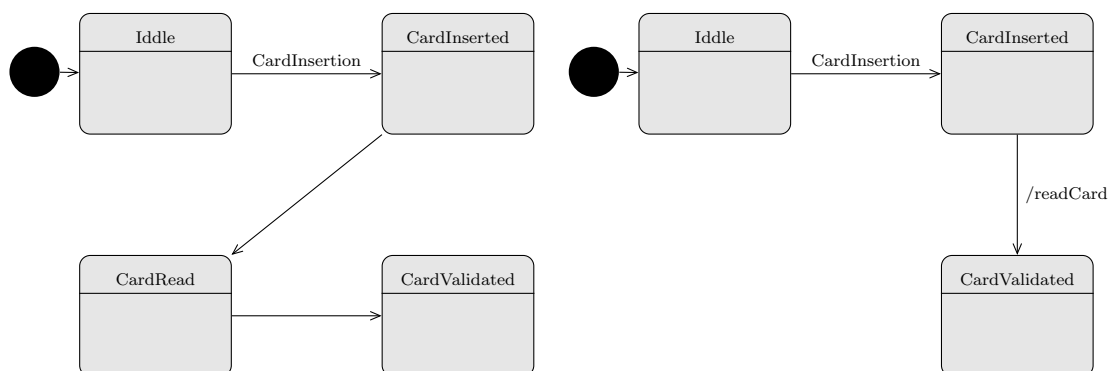 Iddle
CardInsertion
CardInserted
CardRead
CardValidated
Iddle
CardInsertion
CardInserted
/readCard
CardValidated